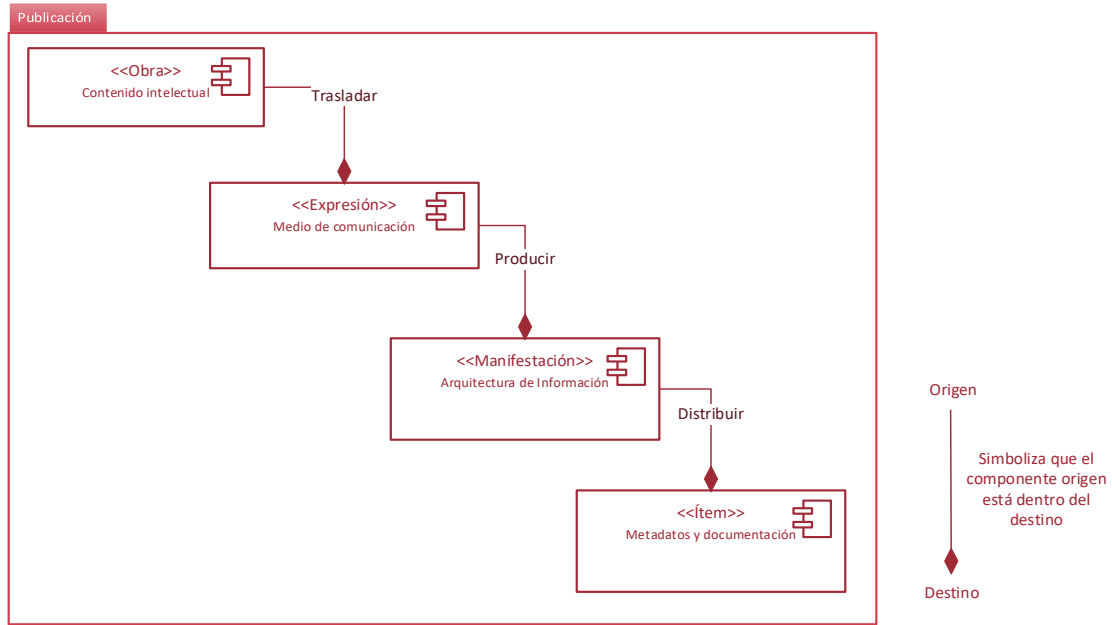 Publicación
<<Obra>>
Contenido intelectual
Trasladar
<<Expresión>>
Medio de comunicación
Producir
<<Manifestación>>
Arquitectura de Información
Distribuir
<<Ítem>>
Metadatos y documentación
Origen
Simboliza que el
componente origen
está dentro del
destino
Destino